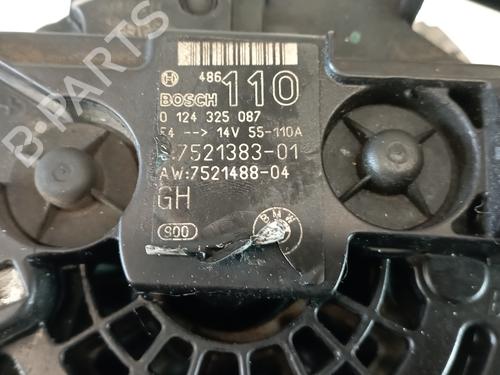 486
110
BOSCH
0 124 325 087
E4 --> 14V 55-110A
7521383-01
AW:7521488-04
GH
BMW
B-PARTS